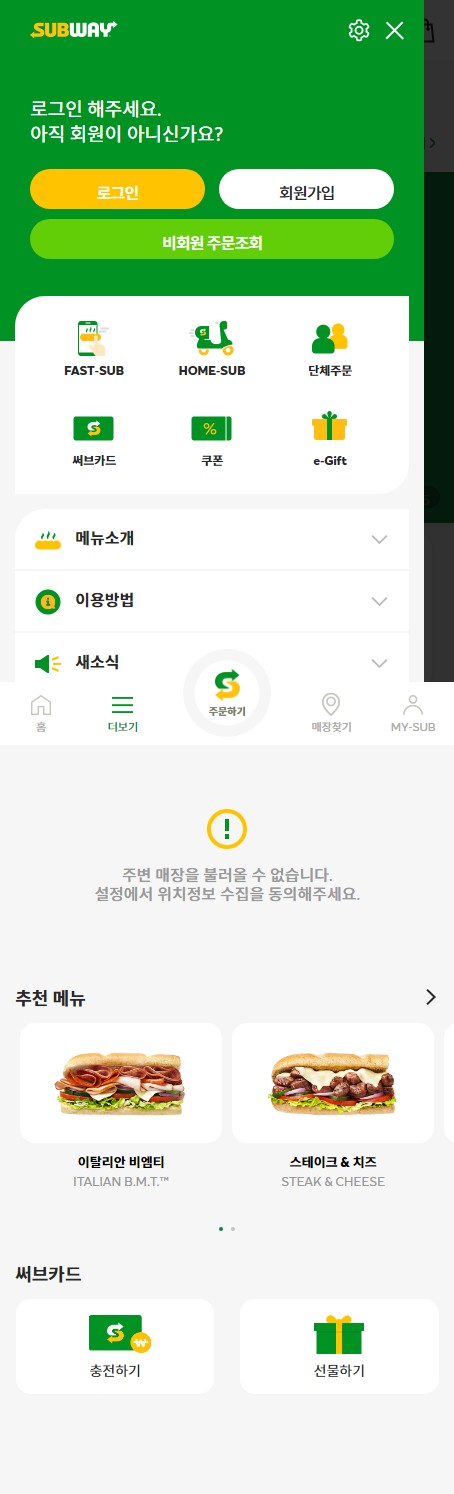 SUBWAY
로그인 해주세요.
아직 회원이 아니신가요?
로그인
회원가입
비회원 주문조회
FAST-SUB
HOME-SUB
단체주문
%
써브카드
쿠폰
e-Gift
메뉴소개
이용방법
새소식
홈
더보기
주문하기
매장찾기
MY-SUB
주변 매장을 불러올 수 없습니다.
설정에서 위치정보 수집을 동의해주세요.
추천 메뉴
이탈리안 비엠티
ITALIAN B.M.T.™
스테이크 & 치즈
STEAK & CHEESE
써브카드
₩
충전하기
선물하기